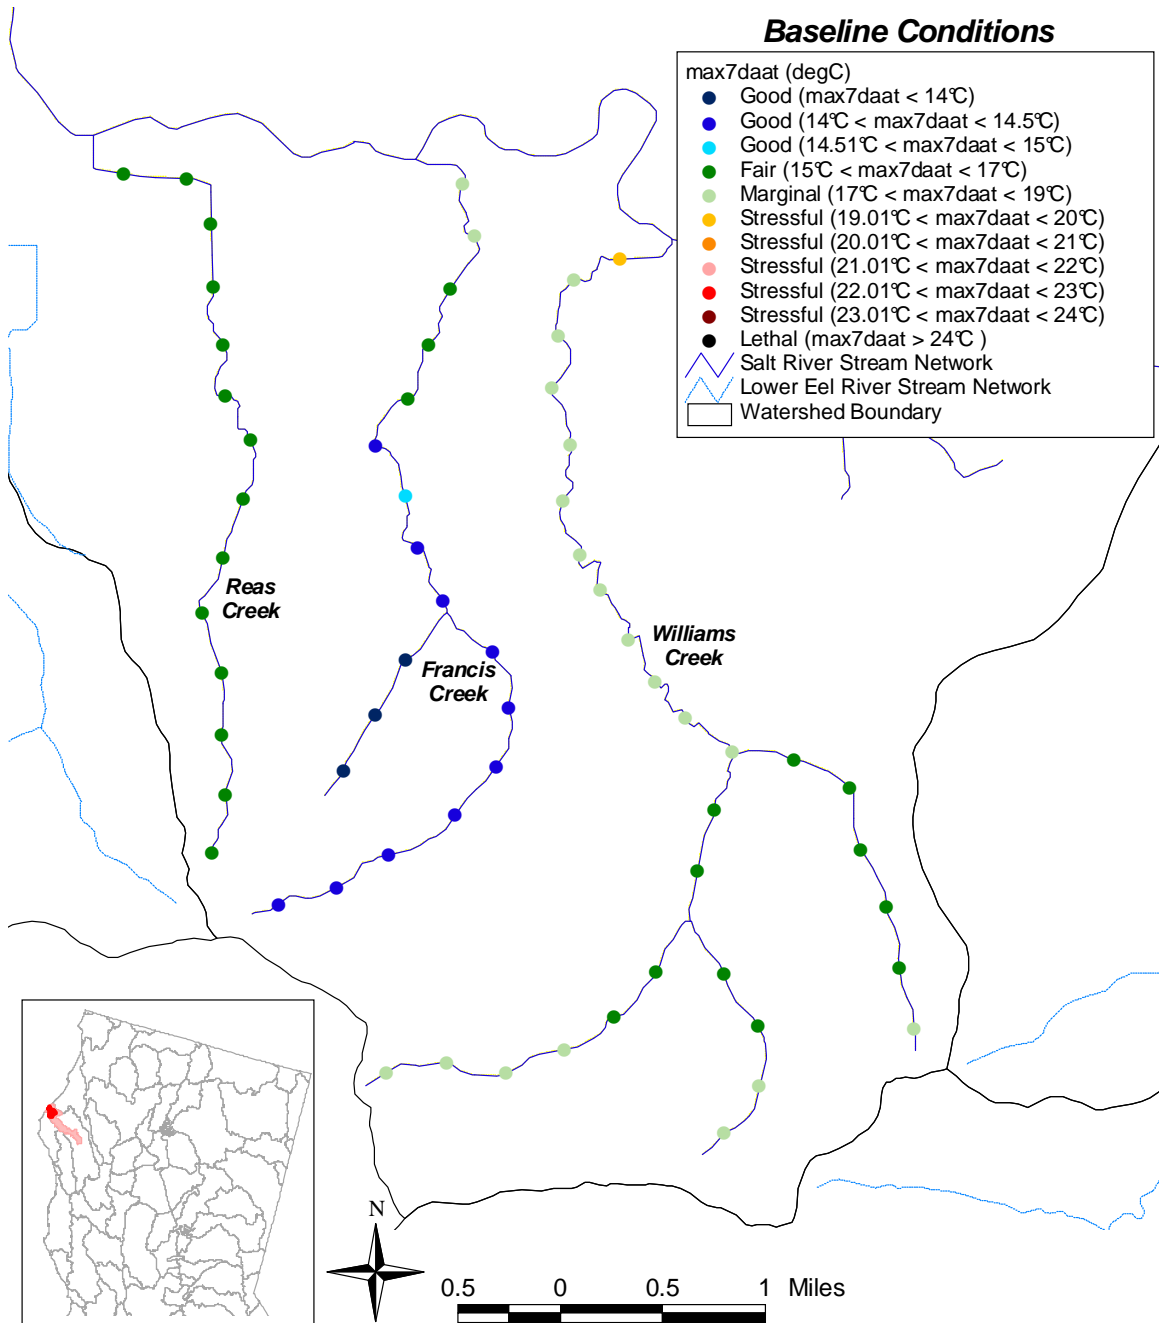 Baseline Conditions
max7daat (degC)
Good (max7daat < 14°C)
Good (14°C < max7daat < 14.5°C)
Good (14.51°C < max7daat < 15°C)
Fair (15°C < max7daat < 17°C)
Marginal (17°C < max7daat < 19°C)
Stressful (19.01°C < max7daat < 20°C)
Stressful (20.01°C < max7daat < 21°C)
Stressful (21.01°C < max7daat < 22°C)
Stressful (22.01°C < max7daat < 23°C)
Stressful (23.01°C < max7daat < 24°C)
Lethal (max7daat > 24°C )
Salt River Stream Network
Lower Eel River Stream Network
Watershed Boundary
Reas
Creek
Francis
Creek
Williams
Creek
N
0.5 0 0.5 1 Miles